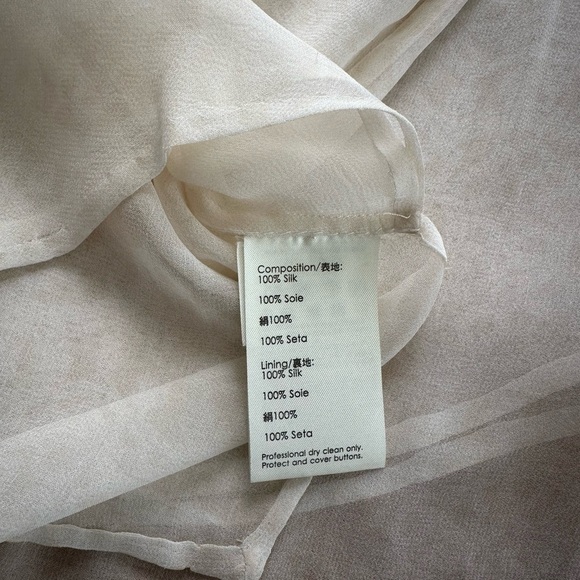 Composition/表地:
100% Silk
100% Soie
絹100%
100% Seta
Lining/裏地:
100% Silk
100% Soie
絹100%
100% Seta
Professional dry clean only.
Protect and cover buttons.